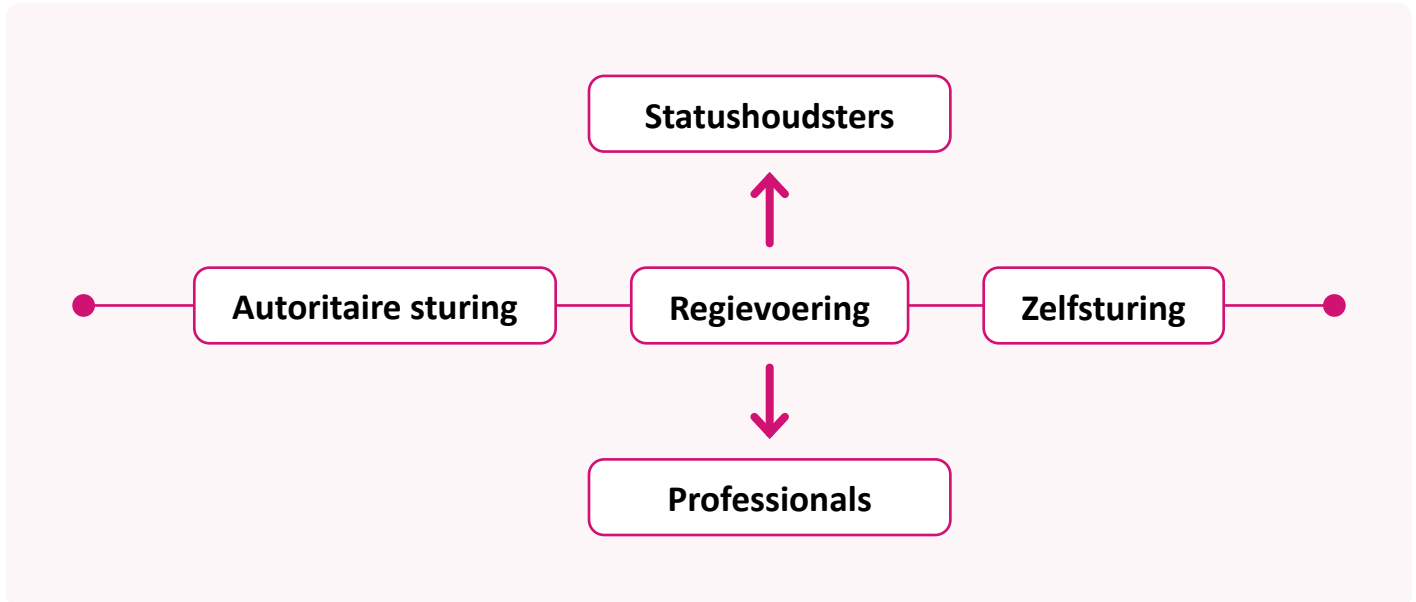 Statushoudsters
Autoritaire sturing
Regievoering
Zelfsturing
Professionals